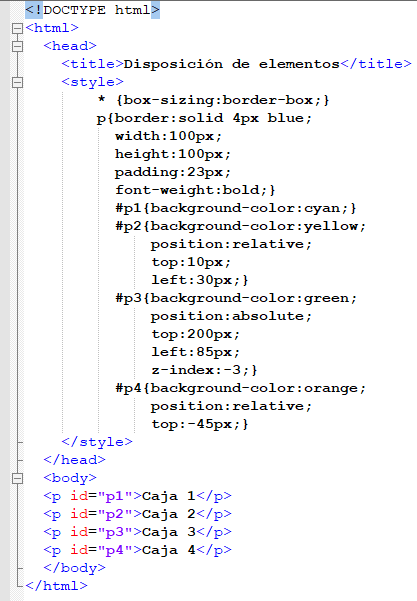 <!DOCTYPE html>
<html>
<head>
<title>Disposición de elementos</title>
<style>
* {box-sizing:border-box;}
p{border:solid 4px blue;
width:100px;
height:100px;
padding:23px;
font-weight:bold;}
#p1{background-color:cyan;}
#p2{background-color:yellow;
position:relative;
top:10px;
left:30px;}
#p3{background-color:green;
position:absolute;
top:200px;
left:85px;
z-index:-3;}
#p4{background-color:orange;
position:relative;
top:-45px;}
</style>
</head>
<body>
<p id="p1">Caja 1</p>
<p id="p2">Caja 2</p>
<p id="p3">Caja 3</p>
<p id="p4">Caja 4</p>
</body>
</html>